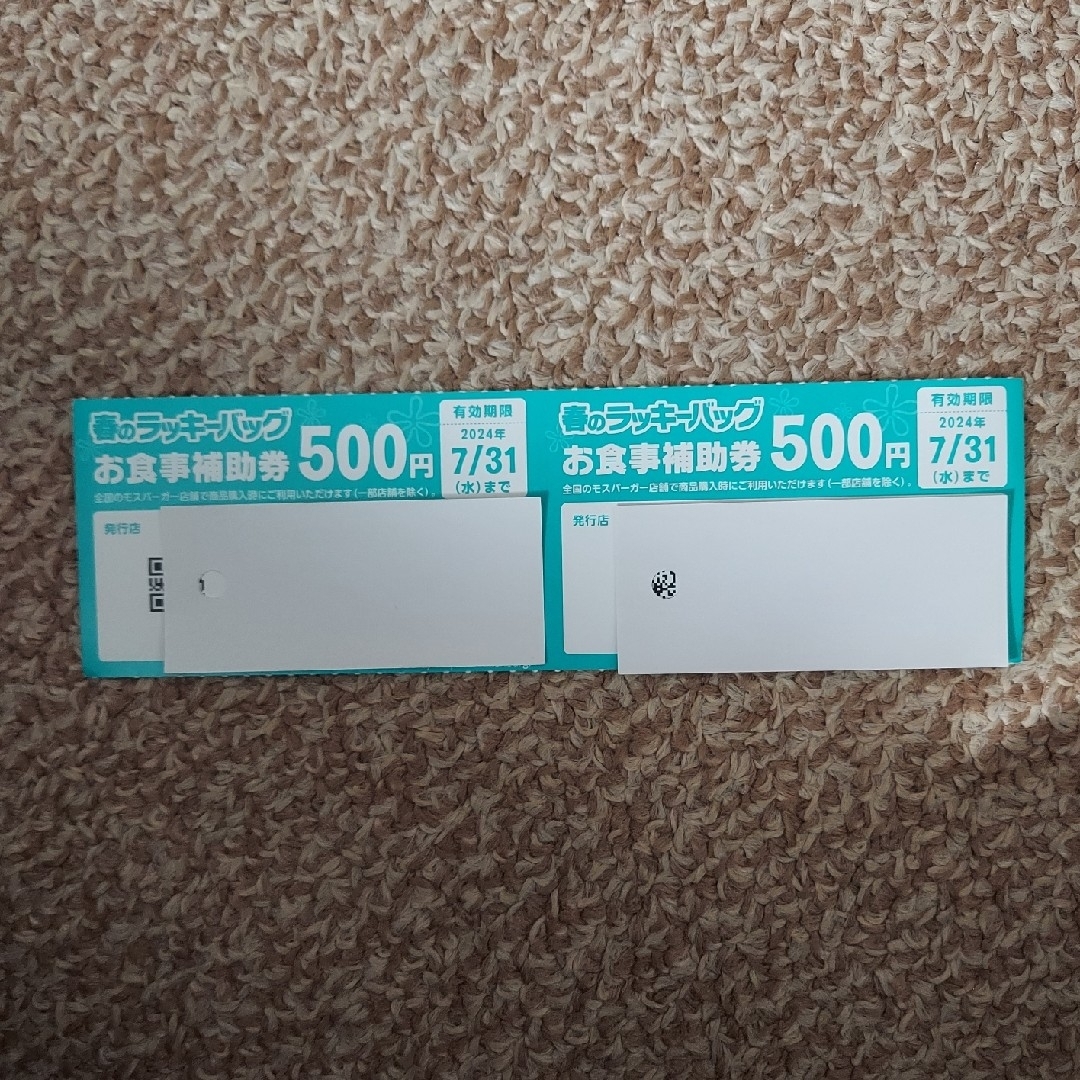 春のラッキーバッグ
お食事補助券 500円
有効期限
2024年
7/31
(水)まで
全国のモスバーガー店舗で商品購入時にご利用いただけます(一部店舗を除く)。
発行店
春のラッキーバッグ
お食事補助券 500円
有効期限
2024年
7/31
(水)まで
全国のモスバーガー店舗で商品購入時にご利用いただけます(一部店舗を除く)。
発行店